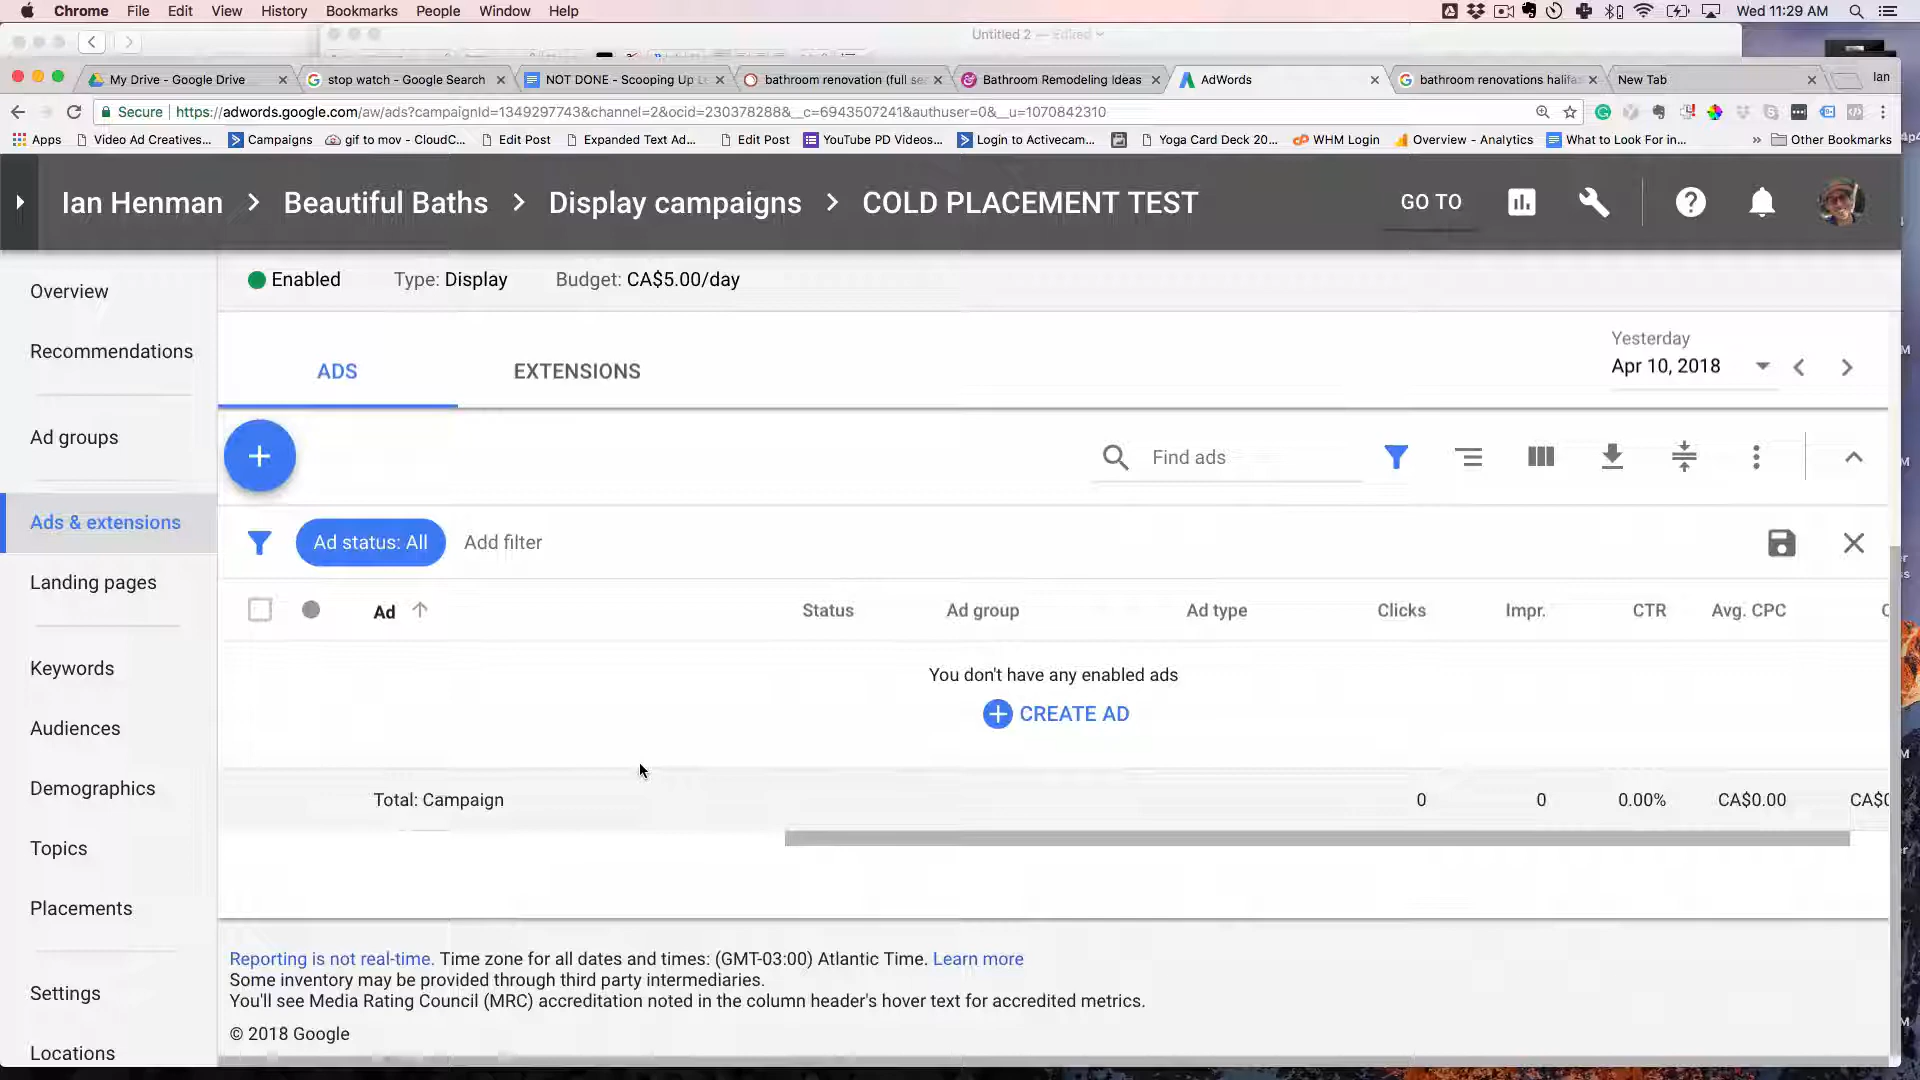 Chrome File Edit View History Bookmarks People Window Help
Wed 11:29 AM
Untitled 2 — Edited
My Drive - Google Drive
stop watch - Google Search
NOT DONE - Scooping Up Le
bathroom renovation (full se
Bathroom Remodeling Ideas
AdWords
bathroom renovations halifa
New Tab
Ian
Secure https://adwords.google.com/aw/ads?campaignId=1349297743&channel=2&ocid=230378288&__c=6943507241&authuser=0&__u=1070842310
Apps Video Ad Creatives... Campaigns gif to mov - CloudC... Edit Post Expanded Text Ad... Edit Post YouTube PD Videos... Login to Activecam... Yoga Card Deck 20... WHM Login Overview - Analytics What to Look For in... » Other Bookmarks
Ian Henman > Beautiful Baths > Display campaigns > COLD PLACEMENT TEST
GO TO
Overview
Recommendations
Ad groups
Ads & extensions
Landing pages
Keywords
Audiences
Demographics
Topics
Placements
Settings
Locations
Enabled Type: Display Budget: CA$5.00/day
ADS EXTENSIONS
Yesterday
Apr 10, 2018
Find ads
Ad status: All Add filter
Ad Status Ad group Ad type Clicks Impr. CTR Avg. CPC
You don't have any enabled ads
CREATE AD
Total: Campaign 0 0 0.00% CA$0.00 CA$0
Reporting is not real-time. Time zone for all dates and times: (GMT-03:00) Atlantic Time. Learn more
Some inventory may be provided through third party intermediaries.
You'll see Media Rating Council (MRC) accreditation noted in the column header's hover text for accredited metrics.
© 2018 Google